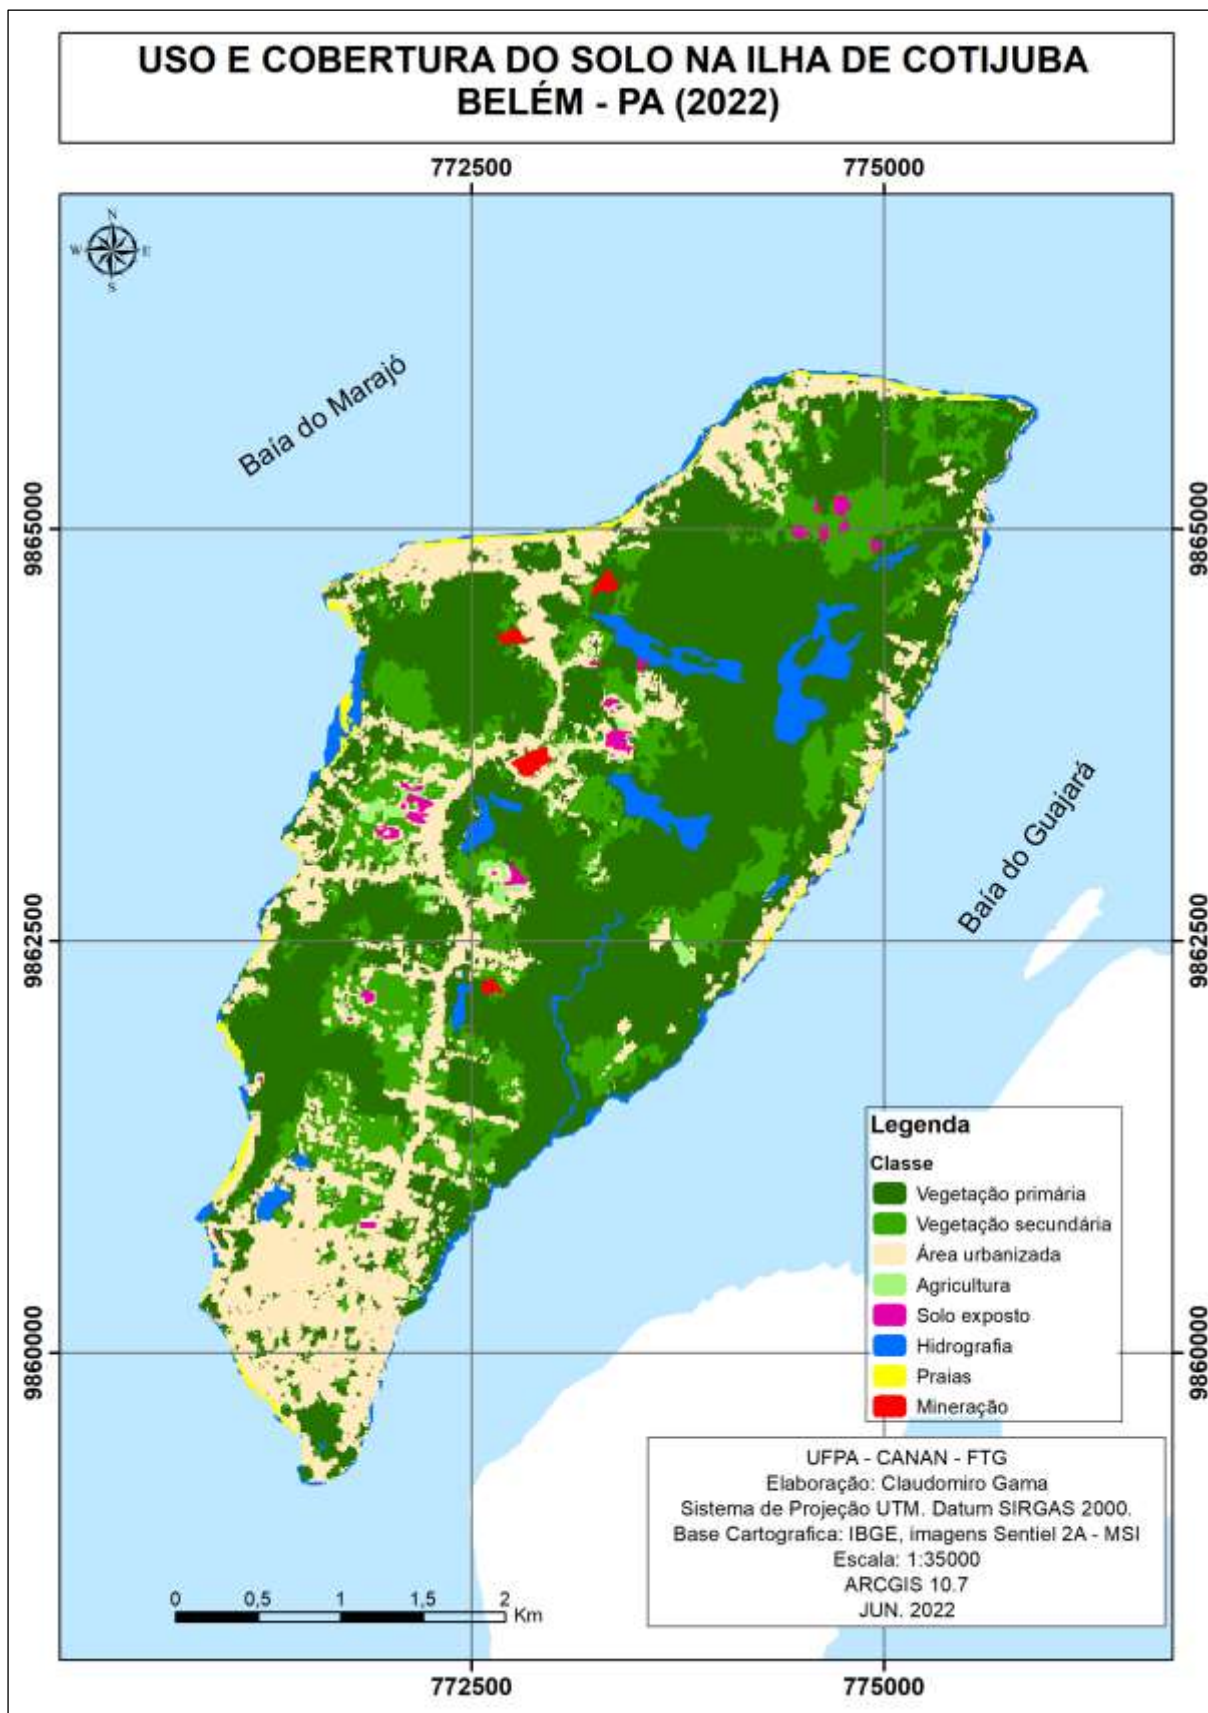 USO E COBERTURA DO SOLO NA ILHA DE COTIJUBA
BELÉM - PA (2022)
772500
775000
N
W
E
S
Baía do Marajó
9865000
9865000
Baía do Guajará
9862500
9862500
Legenda
Classe
Vegetação primária
Vegetação secundária
Área urbanizada
Agricultura
Solo exposto
Hidrografia
Praias
Mineração
9860000
9860000
UFPA - CANAN - FTG
Elaboração: Claudomiro Gama
Sistema de Projeção UTM. Datum SIRGAS 2000.
Base Cartografica: IBGE, imagens Sentiel 2A - MSI
Escala: 1:35000
ARCGIS 10.7
JUN. 2022
0 0,5 1 1,5 2
Km
772500
775000